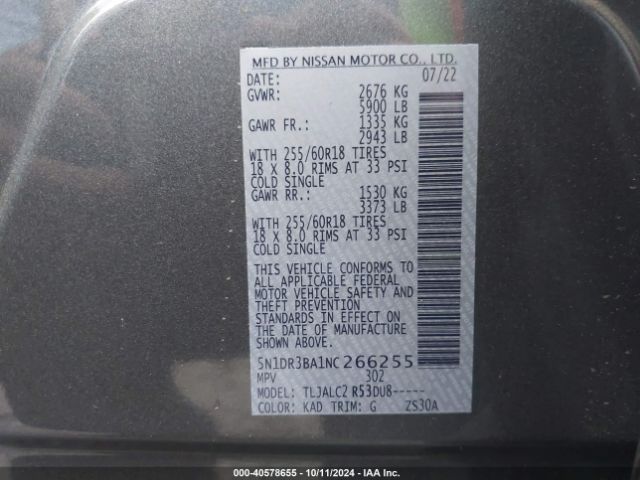 MFD BY NISSAN MOTOR CO., LTD.
DATE: 07/22
GVWR: 2676 KG
5900 LB
GAWR FR.: 1335 KG
2943 LB
WITH 255/60R18 TIRES
18 X 8.0 RIMS AT 33 PSI
COLD SINGLE
GAWR RR.: 1530 KG
3373 LB
WITH 255/60R18 TIRES
18 X 8.0 RIMS AT 33 PSI
COLD SINGLE
THIS VEHICLE CONFORMS TO
ALL APPLICABLE FEDERAL
MOTOR VEHICLE SAFETY AND
THEFT PREVENTION
STANDARDS IN EFFECT ON
THE DATE OF MANUFACTURE
SHOWN ABOVE.
5N1DR3BA1NC266255
MPV 302
MODEL: TLJALC2 R53DU8-----
COLOR: KAD TRIM: G ZS30A
000-40578655 - 10/11/2024 - IAA Inc.